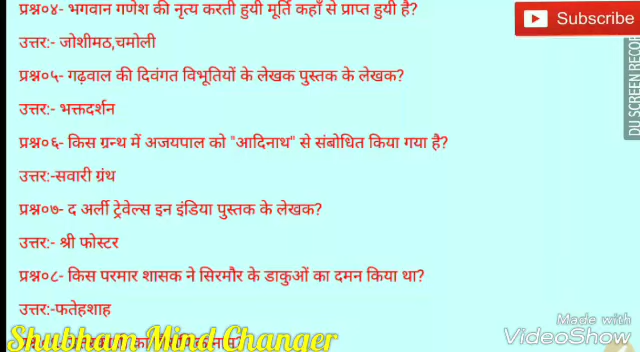 प्रश्न०४- भगवान गणेश की नृत्य करती हुयी मूर्ति कहाँ से प्राप्त हुयी है?
Subscribe
उत्तर:- जोशीमठ,चमोली
प्रश्न०५- गढ़वाल की दिवंगत विभूतियों के लेखक पुस्तक के लेखक?
DU SCREEN RECOR
उत्तर:- भक्तदर्शन
प्रश्न०६- किस ग्रन्थ में अजयपाल को "आदिनाथ" से संबोधित किया गया है?
उत्तर:-सवारी ग्रंथ
प्रश्न०७- द अर्ली ट्रेवेल्स इन इंडिया पुस्तक के लेखक?
उत्तर:- श्री फोस्टर
प्रश्न०८- किस परमार शासक ने सिरमौर के डाकुओं का दमन किया था?
उत्तर:-फतेहशाह
Made with
VideoShow
Shubham Mind Changer